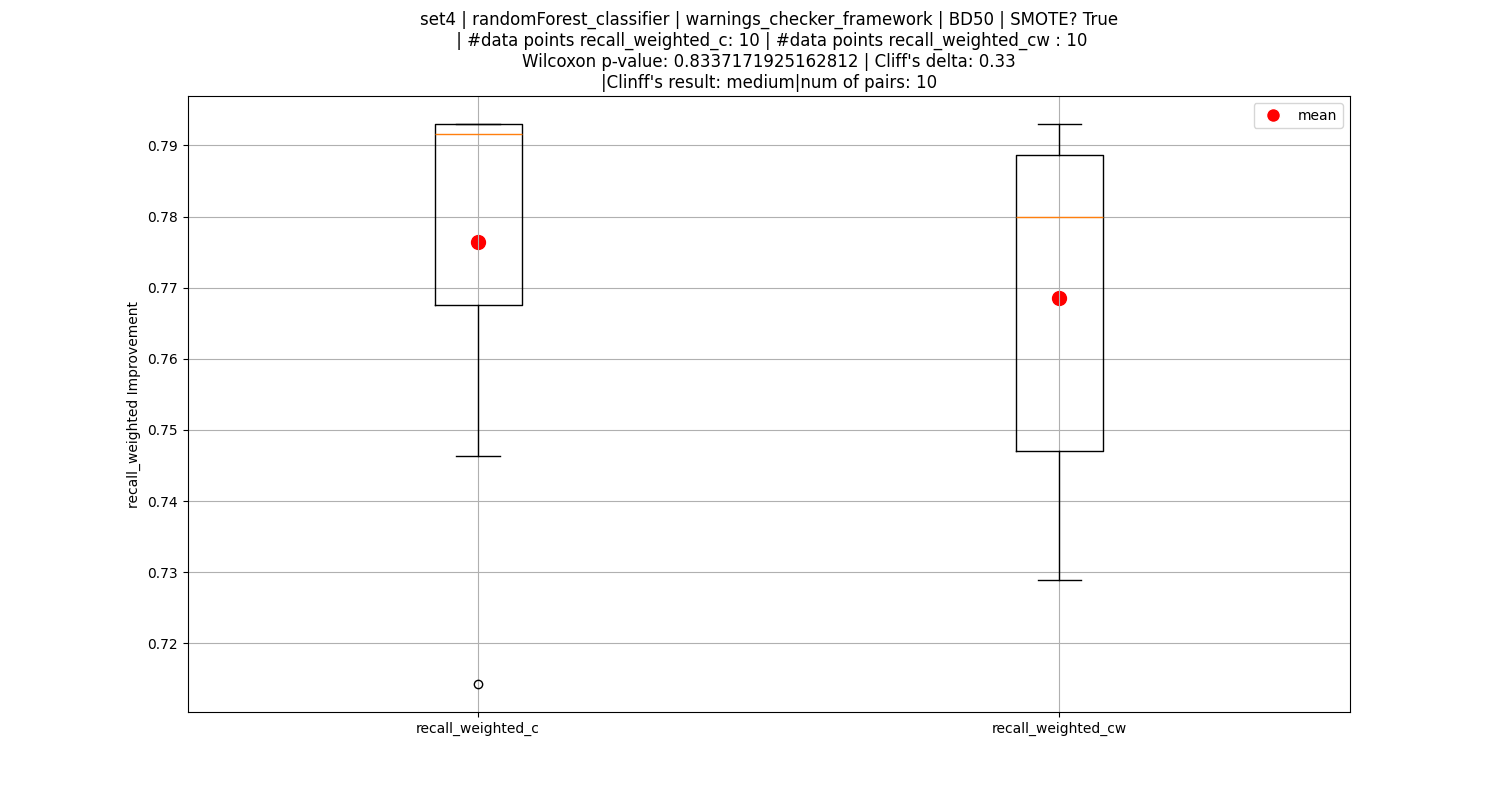 set4 | randomForest_classifier | warnings_checker_framework | BD50 | SMOTE? True
| #data points recall_weighted_c: 10 | #data points recall_weighted_cw : 10
Wilcoxon p-value: 0.8337171925162812 | Cliff's delta: 0.33
|Clinff's result: medium|num of pairs: 10
mean
0.79
0.78
0.77
0.76
0.75
0.74
0.73
0.72
recall_weighted Improvement
recall_weighted_c
recall_weighted_cw